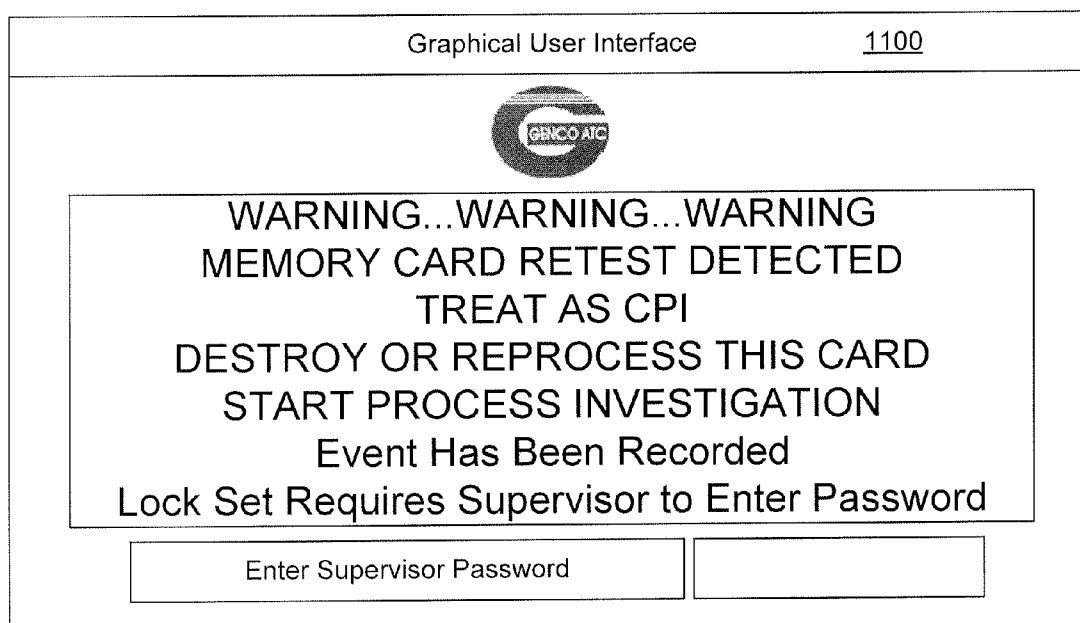 Graphical User Interface 1100
GENCO ATC
WARNING...WARNING...WARNING
MEMORY CARD RETEST DETECTED
TREAT AS CPI
DESTROY OR REPROCESS THIS CARD
START PROCESS INVESTIGATION
Event Has Been Recorded
Lock Set Requires Supervisor to Enter Password
Enter Supervisor Password